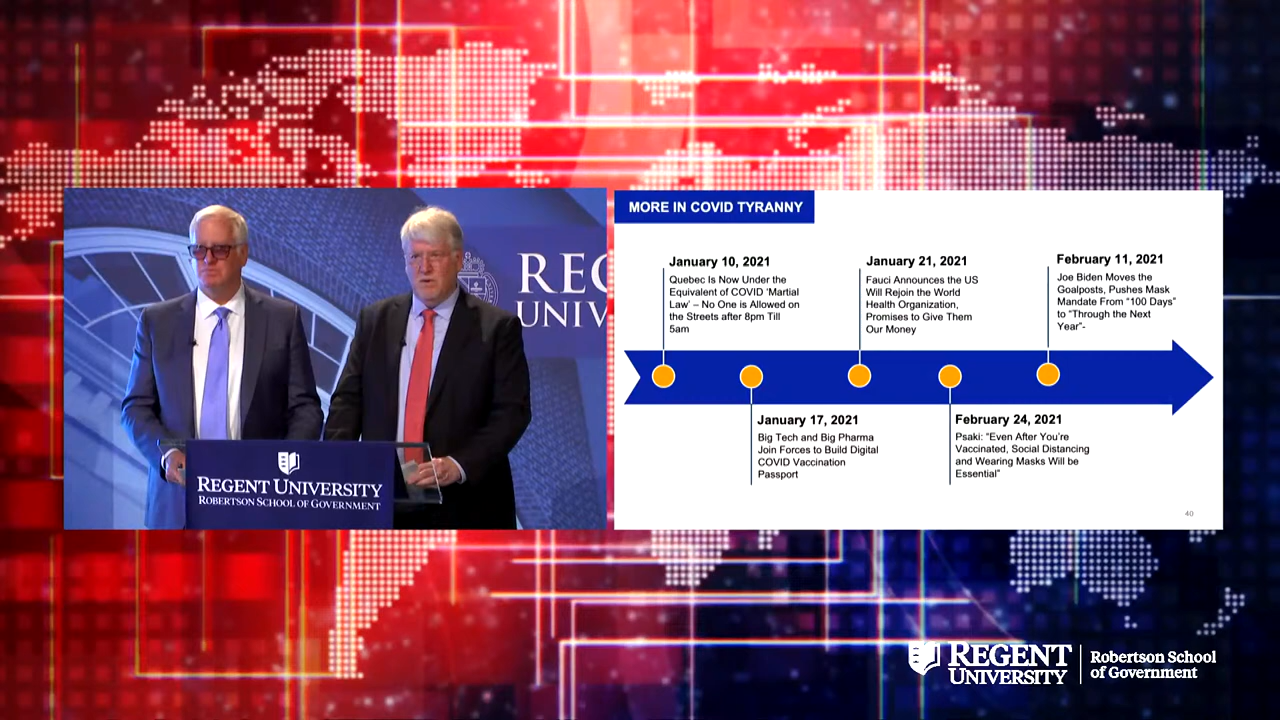 REG
UNIV
REGENT UNIVERSITY
ROBERTSON SCHOOL OF GOVERNMENT
MORE IN COVID TYRANNY
January 10, 2021
Quebec Is Now Under the
Equivalent of COVID ‘Martial
Law’ – No One is Allowed on
the Streets after 8pm Till
5am
January 21, 2021
Fauci Announces the US
Will Rejoin the World
Health Organization,
Promises to Give Them
Our Money
February 11, 2021
Joe Biden Moves the
Goalposts, Pushes Mask
Mandate From “100 Days”
to “Through the Next
Year”-
January 17, 2021
Big Tech and Big Pharma
Join Forces to Build Digital
COVID Vaccination
Passport
February 24, 2021
Psaki: “Even After You’re
Vaccinated, Social Distancing
and Wearing Masks Will be
Essential”
40
REGENT
UNIVERSITY
Robertson School
of Government